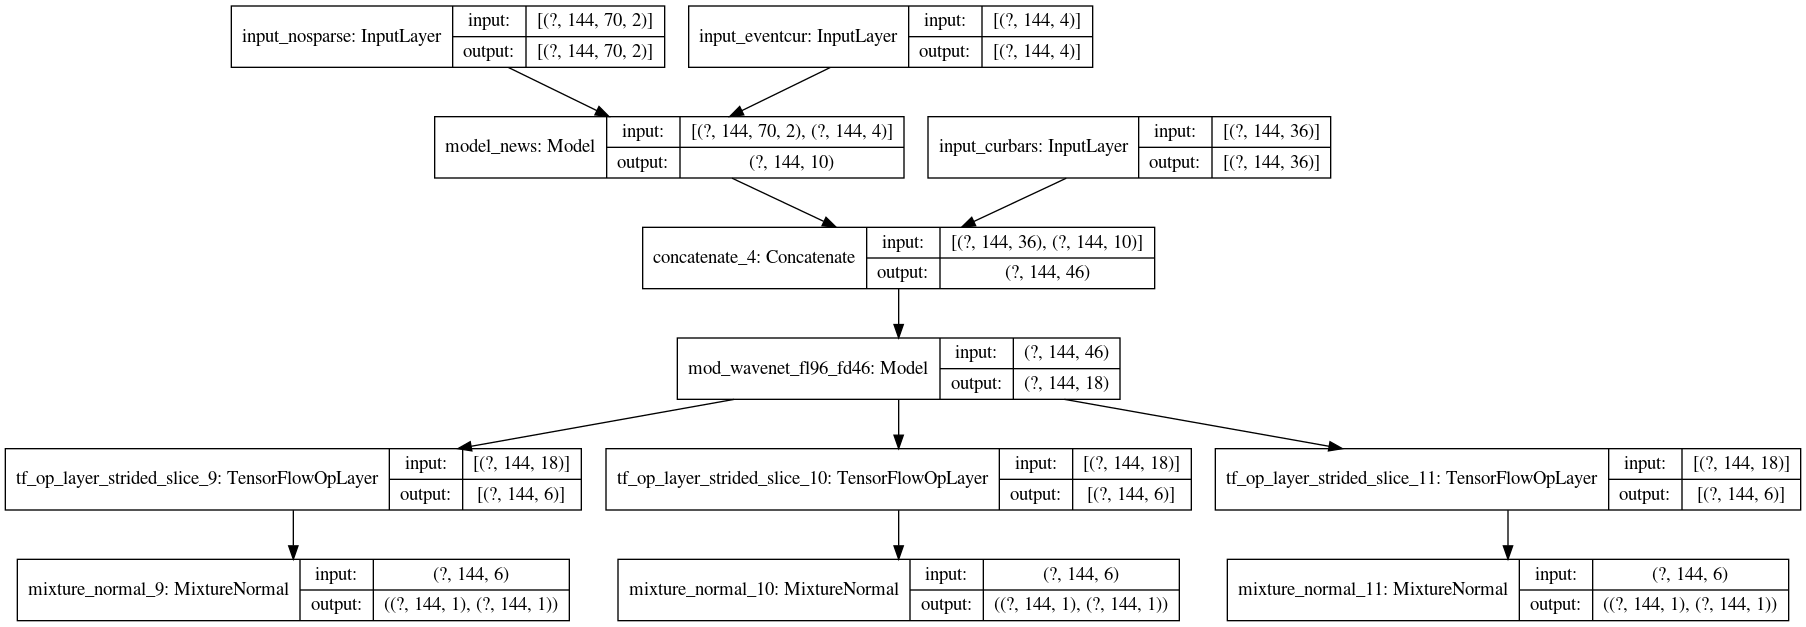 input_nosparse: InputLayer
input: [(?, 144, 70, 2)]
output: [(?, 144, 70, 2)]
input_eventcur: InputLayer
input: [(?, 144, 4)]
output: [(?, 144, 4)]
model_news: Model
input: [(?, 144, 70, 2), (?, 144, 4)]
output: (?, 144, 10)
input_curbars: InputLayer
input: [(?, 144, 36)]
output: [(?, 144, 36)]
concatenate_4: Concatenate
input: [(?, 144, 36), (?, 144, 10)]
output: (?, 144, 46)
mod_wavenet_fl96_fd46: Model
input: (?, 144, 46)
output: (?, 144, 18)
tf_op_layer_strided_slice_9: TensorFlowOpLayer
input: [(?, 144, 18)]
output: [(?, 144, 6)]
tf_op_layer_strided_slice_10: TensorFlowOpLayer
input: [(?, 144, 18)]
output: [(?, 144, 6)]
tf_op_layer_strided_slice_11: TensorFlowOpLayer
input: [(?, 144, 18)]
output: [(?, 144, 6)]
mixture_normal_9: MixtureNormal
input: (?, 144, 6)
output: ((?, 144, 1), (?, 144, 1))
mixture_normal_10: MixtureNormal
input: (?, 144, 6)
output: ((?, 144, 1), (?, 144, 1))
mixture_normal_11: MixtureNormal
input: (?, 144, 6)
output: ((?, 144, 1), (?, 144, 1))